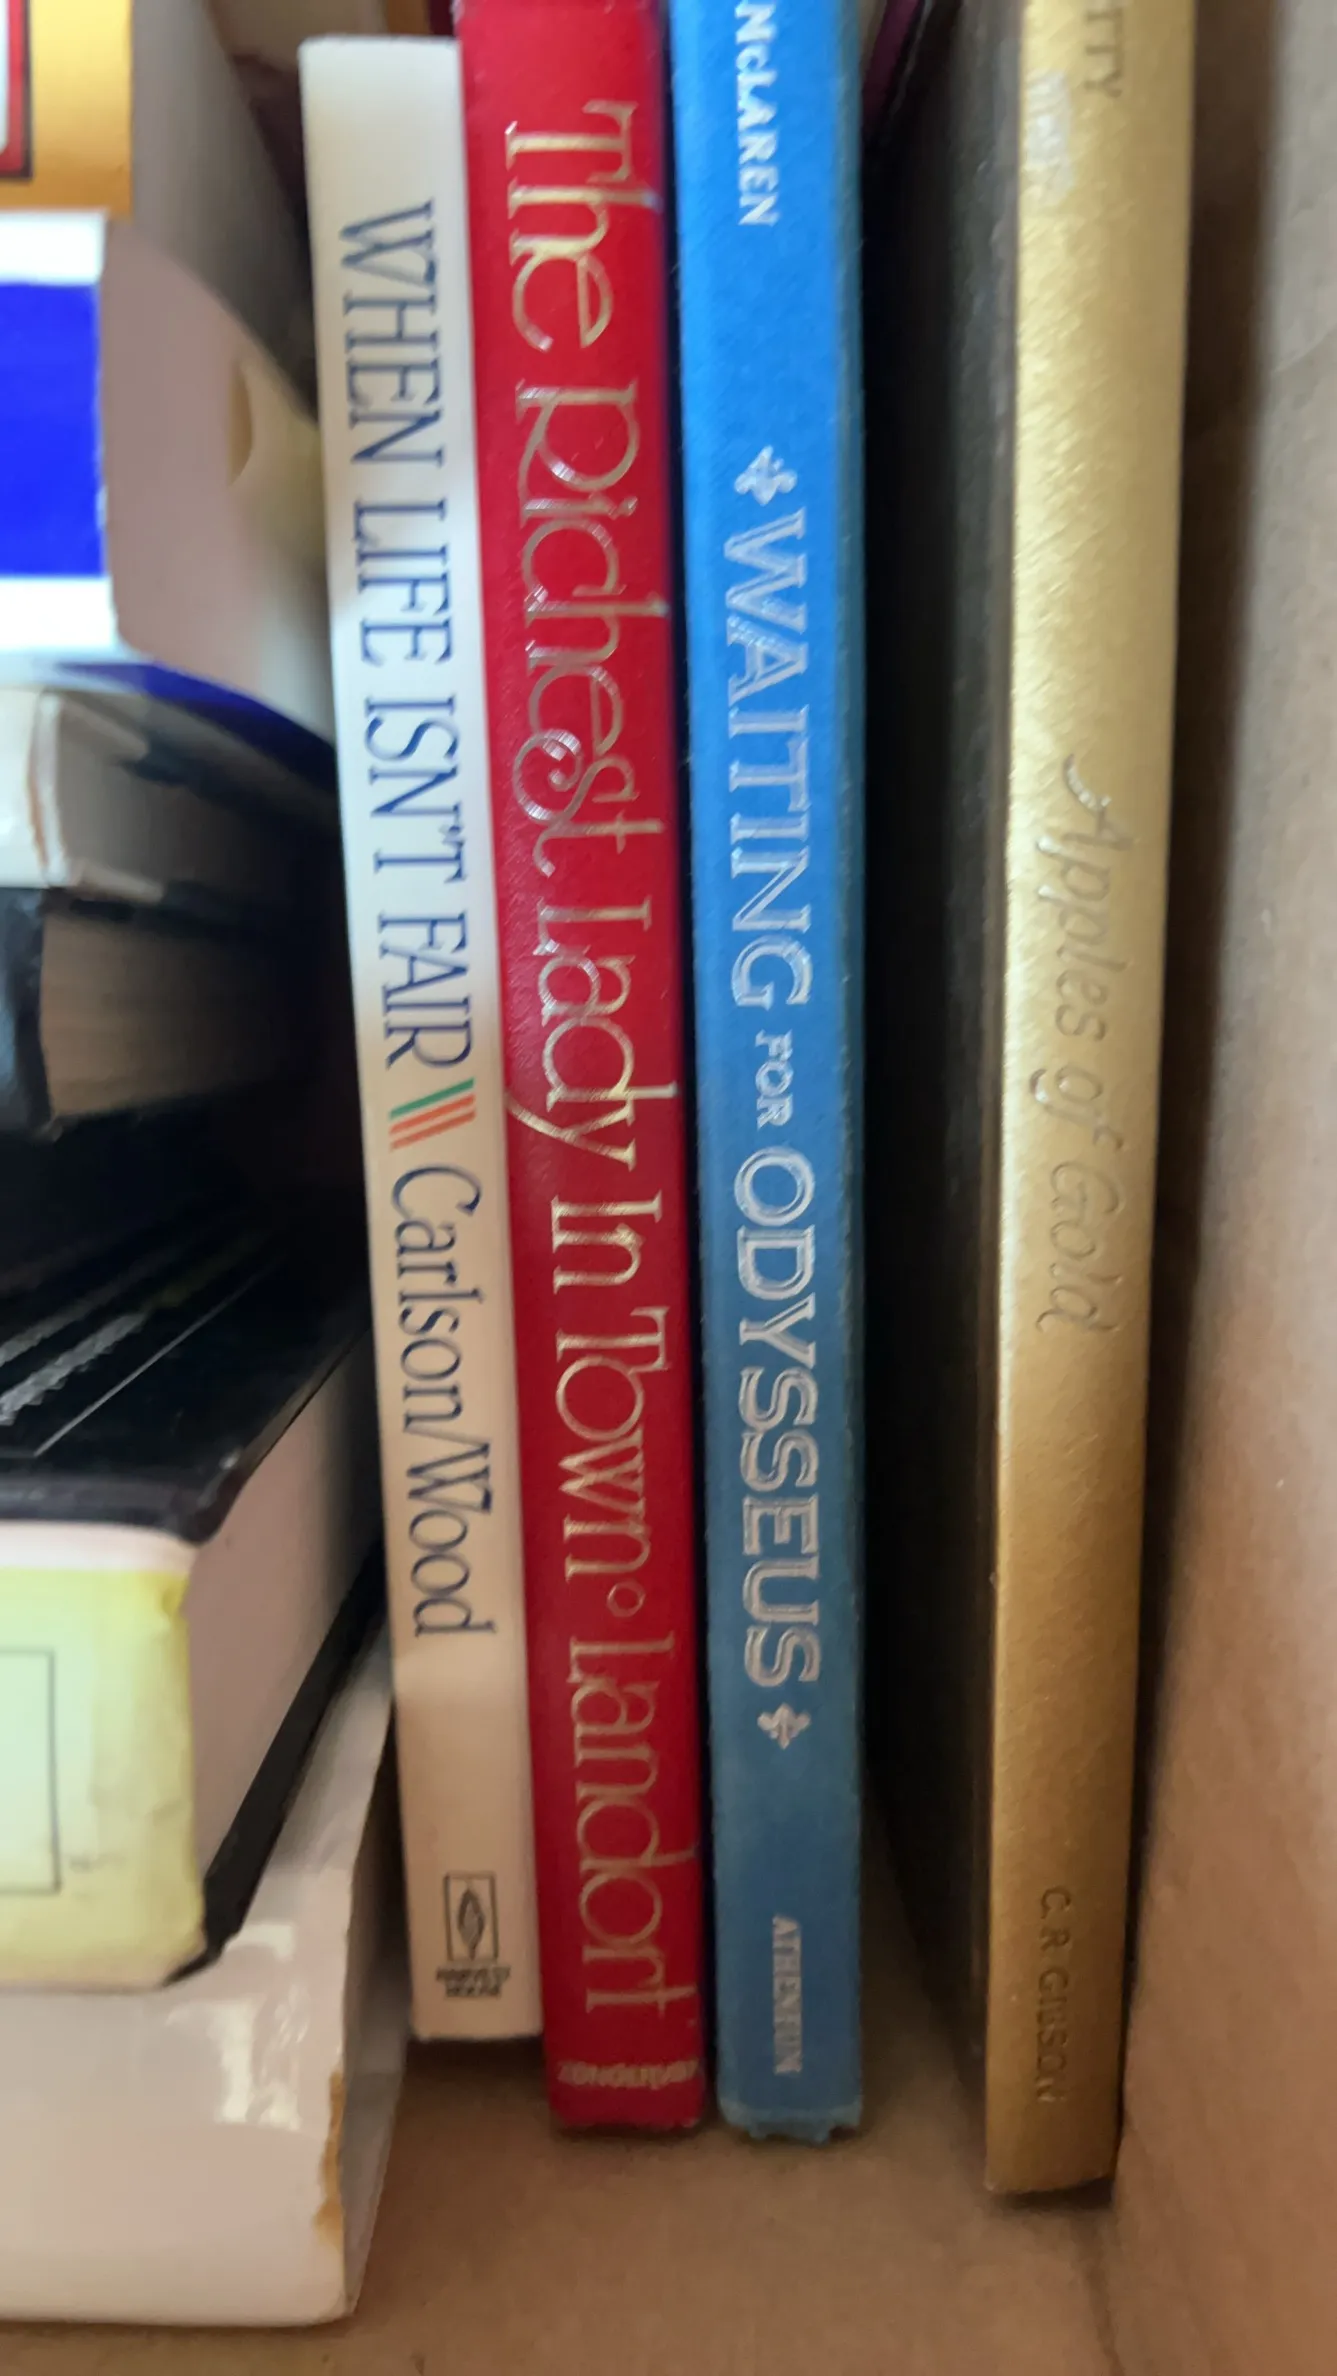 WHEN LIFE ISN'T FAIR Carlson/Wood
The Richest Lady In Town · Landorf
McLAREN WAITING FOR ODYSSEUS ATHENEUM
Apples of Gold C. R. GIBSON